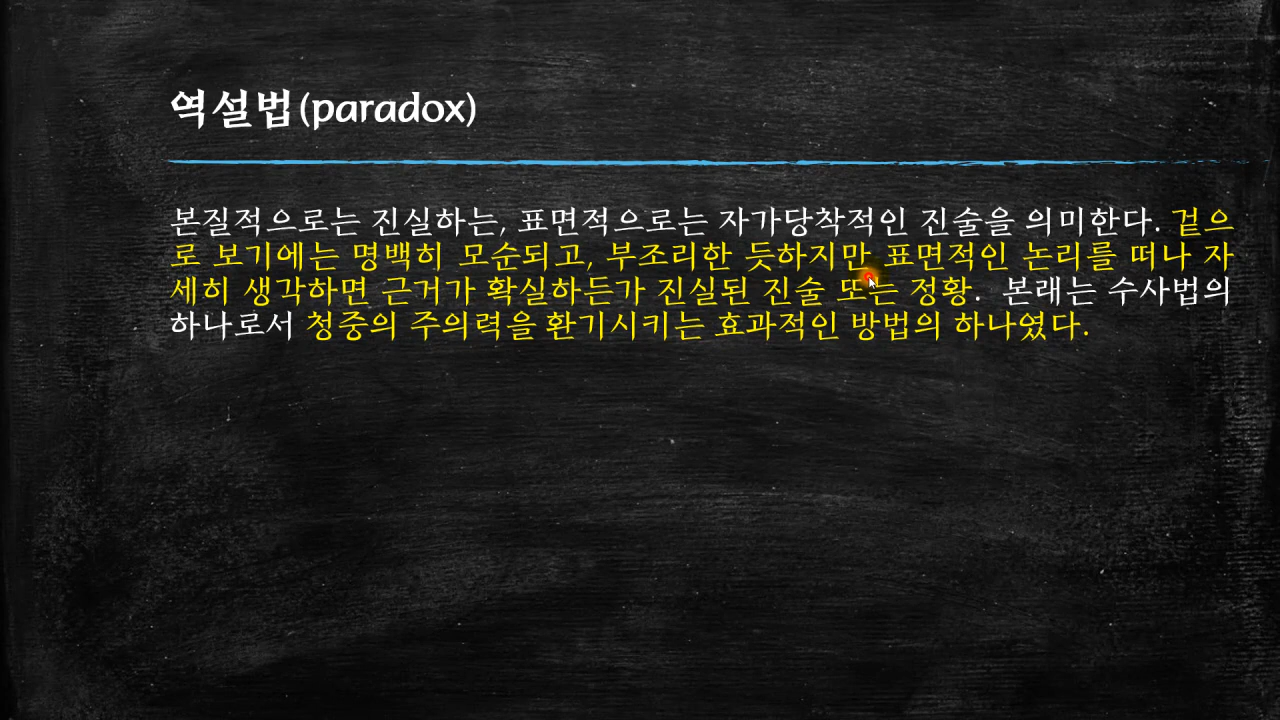 역설법(paradox)
본질적으로는 진실하는, 표면적으로는 자가당착적인 진술을 의미한다. 겉으
로 보기에는 명백히 모순되고, 부조리한 듯하지만 표면적인 논리를 떠나 자
세히 생각하면 근거가 확실하든가 진실된 진술 또는 정황. 본래는 수사법의
하나로서 청중의 주의력을 환기시키는 효과적인 방법의 하나였다.